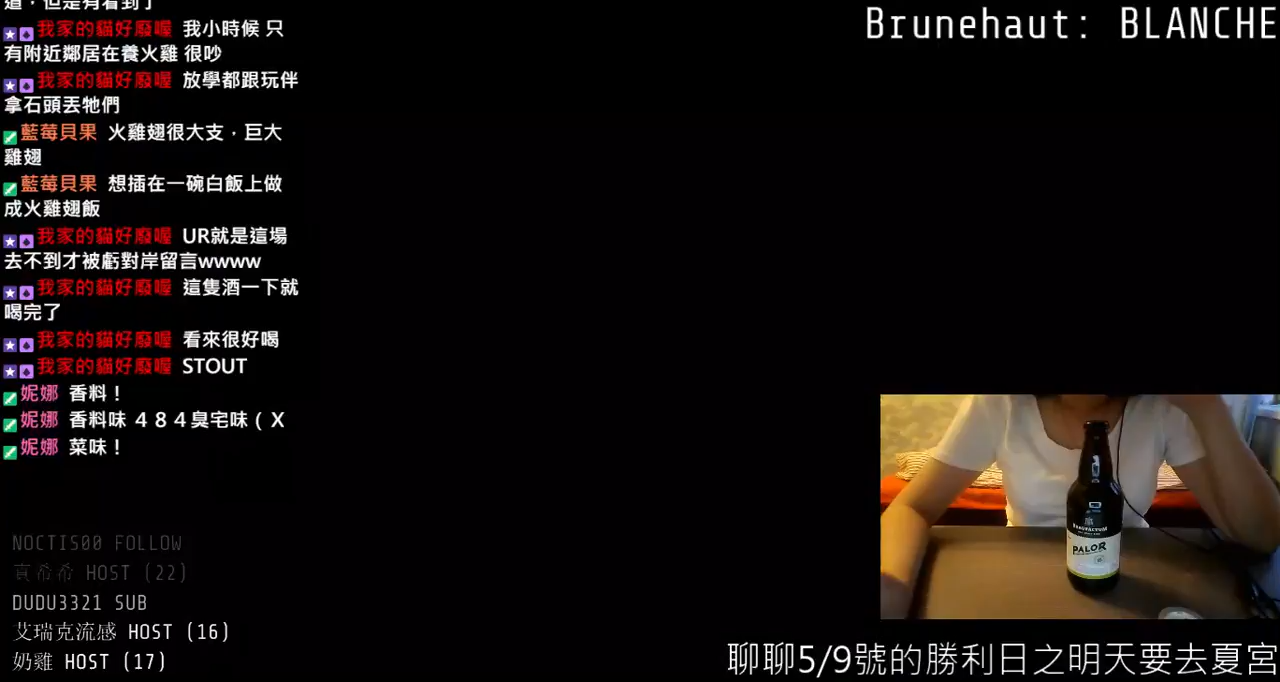 道，但是有看到了
我家的貓好廢喔 我小時候 只
有附近鄰居在養火雞 很吵
我家的貓好廢喔 放學都跟玩伴
拿石頭丟牠們
藍莓貝果 火雞翅很大支，巨大
雞翅
藍莓貝果 想插在一碗白飯上做
成火雞翅飯
我家的貓好廢喔 UR就是這場
去不到才被虧對岸留言wwww
我家的貓好廢喔 這隻酒一下就
喝完了
我家的貓好廢喔 看來很好喝
我家的貓好廢喔 STOUT
妮娜 香料！
妮娜 香料味４８４臭宅味（Ｘ
妮娜 菜味！
NOCTIS00 FOLLOW
真希希 HOST (22)
DUDU3321 SUB
艾瑞克流感 HOST (16)
奶雞 HOST (17)
Brunehaut: BLANCHE
PALOR
聊聊5/9號的勝利日之明天要去夏宮